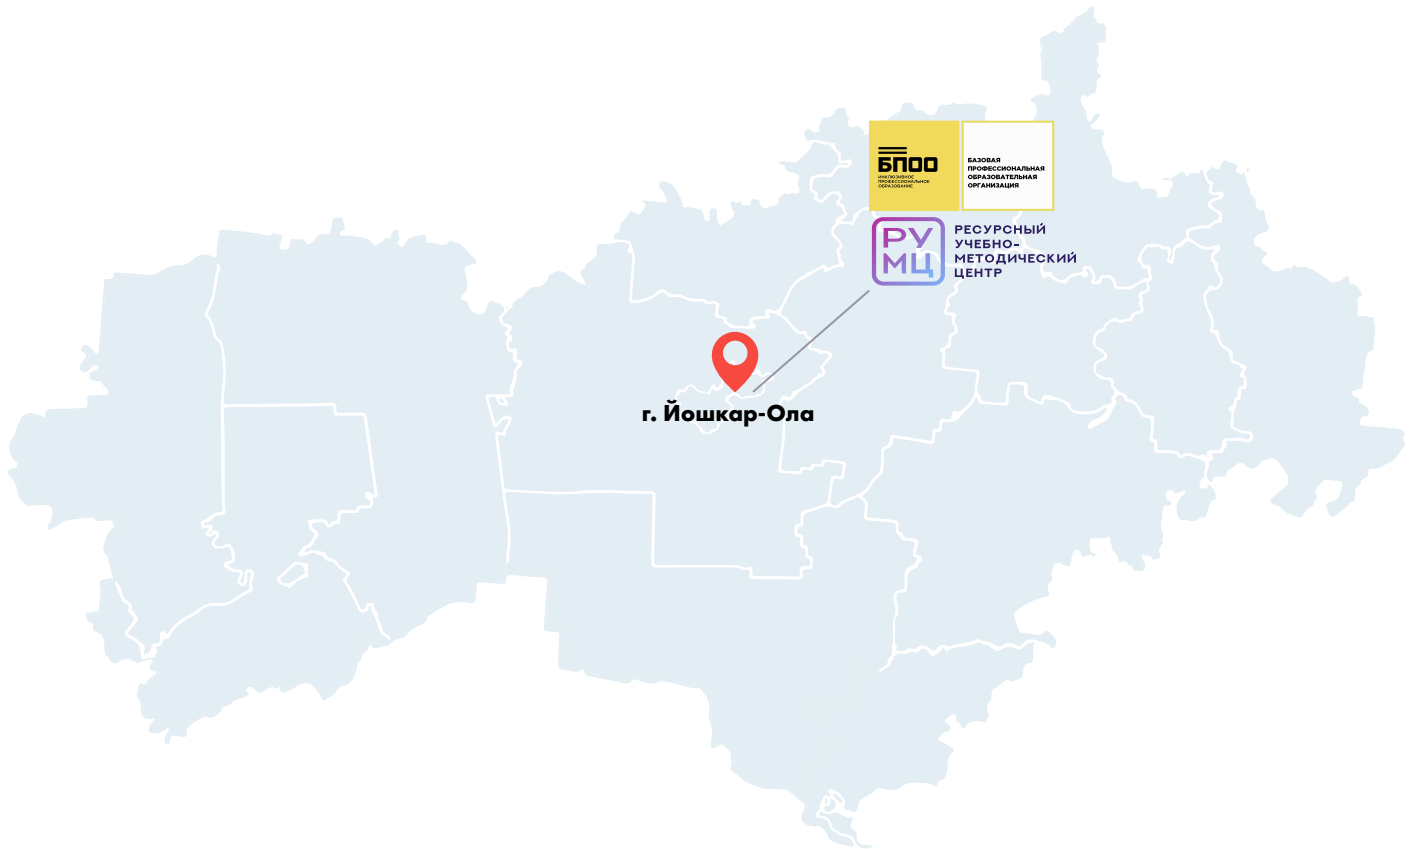 БПОО
ИНКЛЮЗИВНОЕ
ПРОФЕССИОНАЛЬНОЕ
ОБРАЗОВАНИЕ
БАЗОВАЯ
ПРОФЕССИОНАЛЬНАЯ
ОБРАЗОВАТЕЛЬНАЯ
ОРГАНИЗАЦИЯ
РУ
МЦ
РЕСУРСНЫЙ
УЧЕБНО-
МЕТОДИЧЕСКИЙ
ЦЕНТР
г. Йошкар-Ола